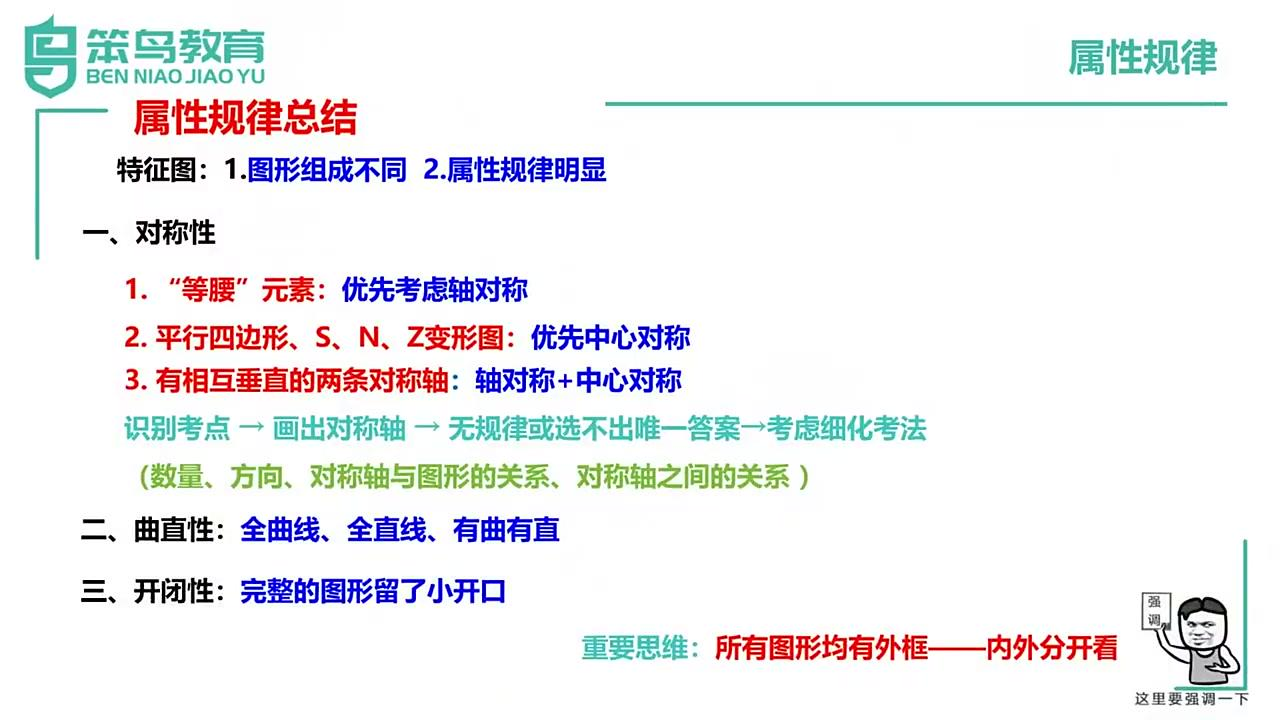 笨鸟教育
BEN NIAO JIAO YU
属性规律
属性规律总结
特征图：1.图形组成不同 2.属性规律明显
一、对称性
1. “等腰”元素：优先考虑轴对称
2. 平行四边形、S、N、Z变形图：优先中心对称
3. 有相互垂直的两条对称轴：轴对称+中心对称
识别考点 → 画出对称轴 → 无规律或选不出唯一答案→考虑细化考法
（数量、方向、对称轴与图形的关系、对称轴之间的关系 ）
二、曲直性：全曲线、全直线、有曲有直
三、开闭性：完整的图形留了小开口
重要思维：所有图形均有外框——内外分开看
强
调
这里要强调一下